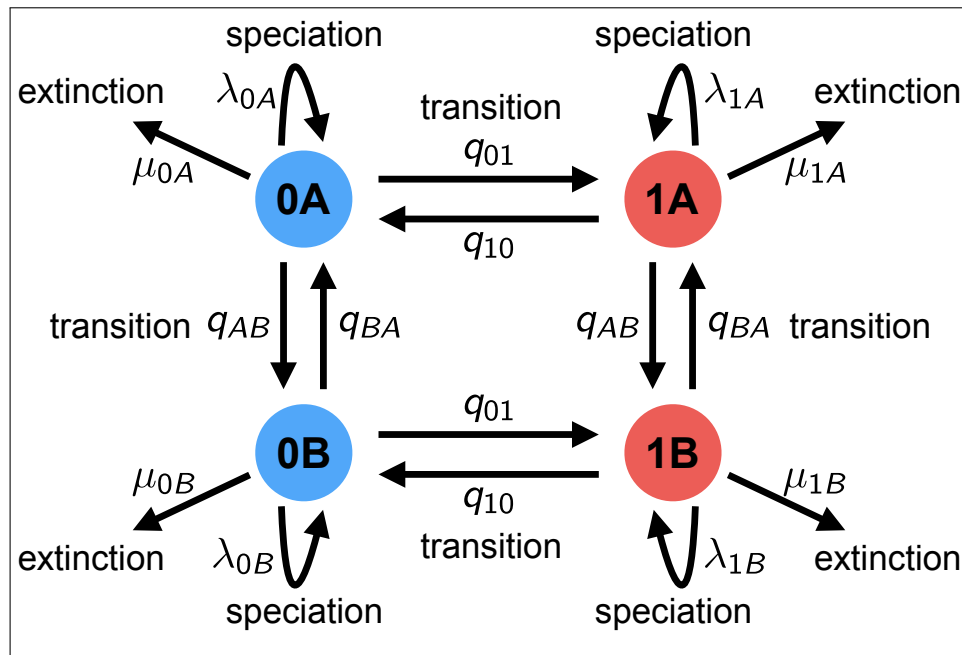 speciation
speciation
extinction
λ0A
λ1A
extinction
transition
μ0A
q01
μ1A
0A
1A
q10
transition
qAB
qBA
qAB
qBA
transition
q01
0B
1B
μ0B
q10
μ1B
extinction
λ0B
transition
λ1B
extinction
speciation
speciation